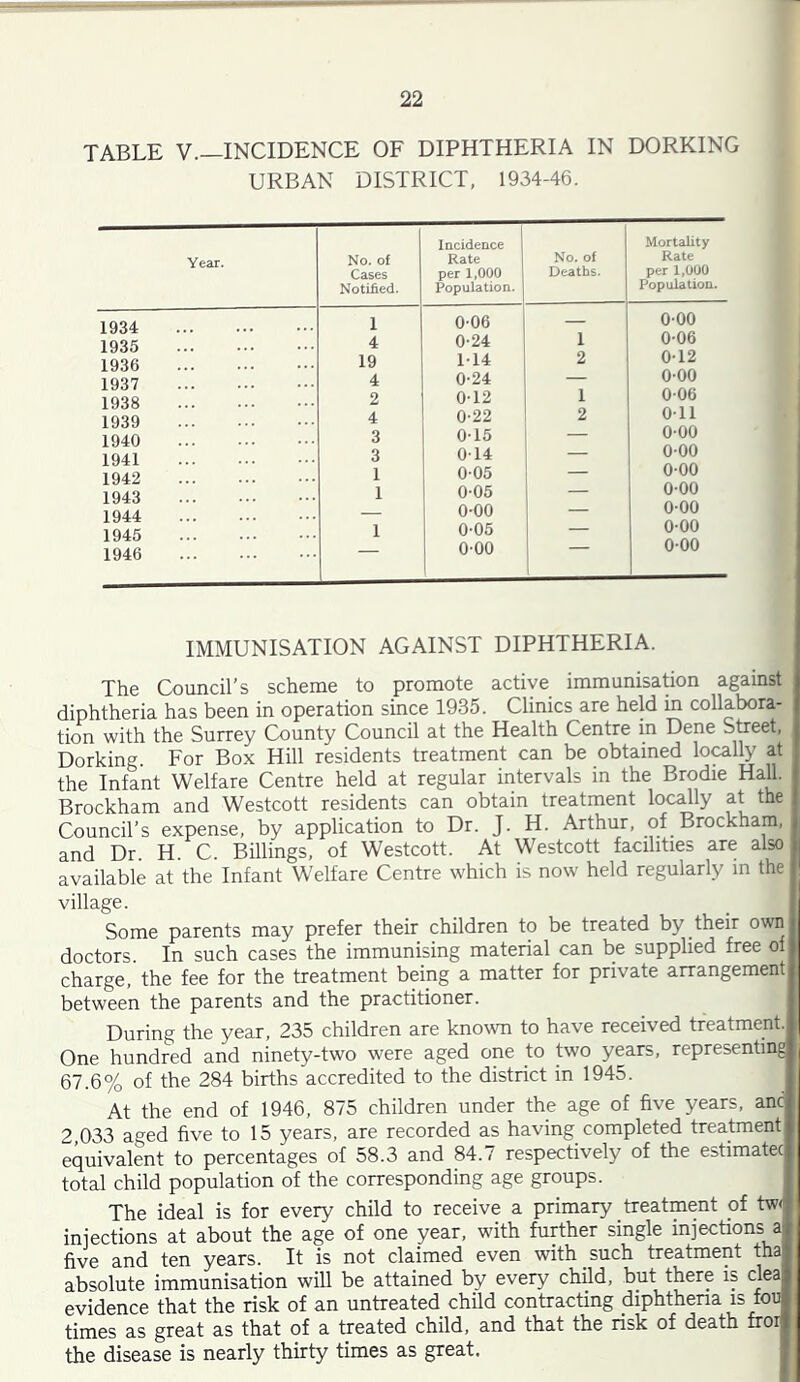 22
TABLE V.—INCIDENCE OF DIPHTHERIA IN DORKING
URBAN DISTRICT, 1934-46.
Year. No. of Cases Notified. Incidence Rate per 1,000 Population. No. of Deaths. Mortality Rate per 1,000 Population.
1934 ... ... ... 1 0·06 — 0·00
1935 ... ... ... 4 0·24 1 0·06
1936 ... ... ... 19 1·14 2 0·12
1937 ... ... ... 4 0·24 — 0·00
1938 ... ... ... 2 0·12 1 0·06
1939 ... ... ... 4 0·22 2 0·11
1940 ... ... ... 3 0·15 — 0·00
1941 ... ... ... 3 0·14 — 0·00
1942 ... ... ... 1 0·05 — 0·00
1943 ... ... ... 1 0·05 — 0·00
1944 ... ... ... — 0·00 — 0·00
1945 ... ... ... 1 0·05 — 0·00
1946 ... ... ... — 0·00 — 0·00
IMMUNISATION AGAINST DIPHTHERIA.
The Council's scheme to promote active immunisation against
diphtheria has been in operation since 1935. Clinics are held in collabora-
tion with the Surrey County Council at the Health Centre in Dene Street,
Dorking. For Box Hill residents treatment can be obtained locally at
the Infant Welfare Centre held at regular intervals in the Brodie Hall.
Brockham and Westcott residents can obtain treatment locally at the
Council's expense, by application to Dr. J. H. Arthur, of Brockham,
and Dr. H. C. Billings, of Westcott. At Westcott facilities are also
available at the Infant Welfare Centre which is now held regularly in the
village.
Some parents may prefer their children to be treated by their own
doctors. In such cases the immunising material can be supplied free of
charge, the fee for the treatment being a matter for private arrangement
between the parents and the practitioner.
During the year, 235 children are known to have received treatment.
One hundred and ninety-two were aged one to two years, representing
67.6% of the 284 births accredited to the district in 1945.
At the end of 1946, 875 children under the age of five years, and
2,033 aged five to 15 years, are recorded as having completed treatment
equivalent to percentages of 58.3 and 84.7 respectively of the estimated
total child population of the corresponding age groups.
The ideal is for every child to receive a primary treatment of tw
injections at about the age of one year, with further single injections a
five and ten years. It is not claimed even with such treatment tha
absolute immunisation will be attained by every child, but there is clea
evidence that the risk of an untreated child contracting diphtheria is fou
times as great as that of a treated child, and that the risk of death fro
the disease is nearly thirty times as great.